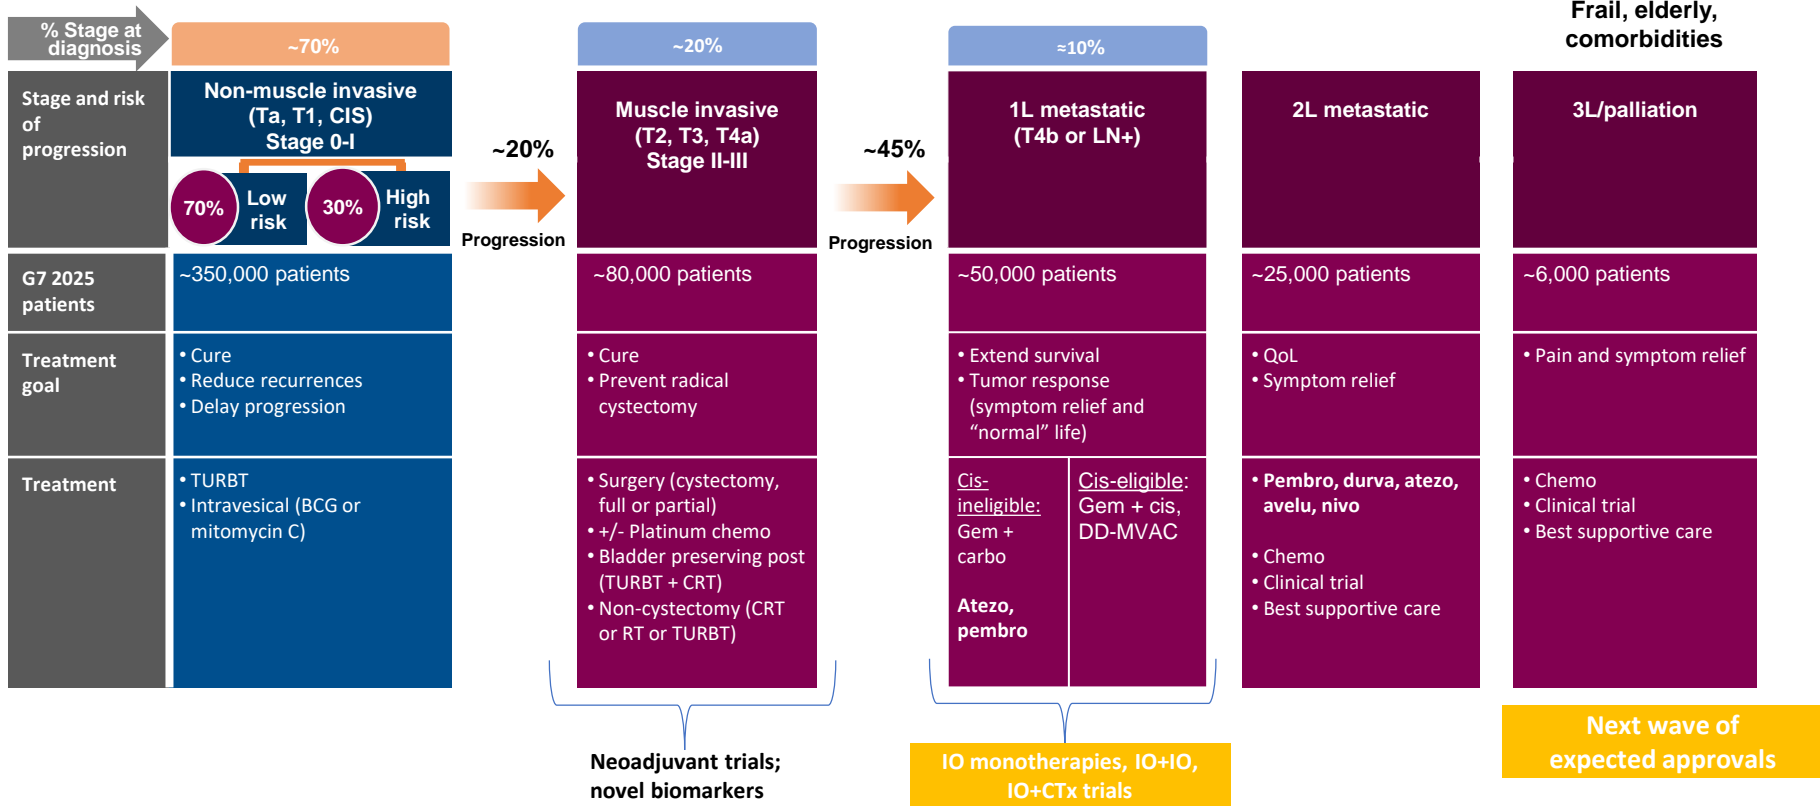 Frail, elderly,
comorbidities
% Stage at
diagnosis
~70%
~20%
≈10%
Stage and risk
of
progression
Non-muscle invasive
(Ta, T1, CIS)
Stage 0-I
70%
Low
risk
30%
High
risk
~20%
Progression
Muscle invasive
(T2, T3, T4a)
Stage II-III
~45%
Progression
1L metastatic
(T4b or LN+)
2L metastatic
3L/palliation
G7 2025
patients
~350,000 patients
~80,000 patients
~50,000 patients
~25,000 patients
~6,000 patients
Treatment
goal
• Cure
• Reduce recurrences
• Delay progression
• Cure
• Prevent radical
cystectomy
• Extend survival
• Tumor response
(symptom relief and
“normal” life)
• QoL
• Symptom relief
• Pain and symptom relief
Treatment
• TURBT
• Intravesical (BCG or
mitomycin C)
• Surgery (cystectomy,
full or partial)
• +/- Platinum chemo
• Bladder preserving post
(TURBT + CRT)
• Non-cystectomy (CRT
or RT or TURBT)
Cis-
ineligible:
Gem +
carbo
Atezo,
pembro
Cis-eligible:
Gem + cis,
DD-MVAC
• Pembro, durva, atezo,
avelu, nivo
• Chemo
• Clinical trial
• Best supportive care
• Chemo
• Clinical trial
• Best supportive care
Neoadjuvant trials;
novel biomarkers
IO monotherapies, IO+IO,
IO+CTx trials
Next wave of
expected approvals